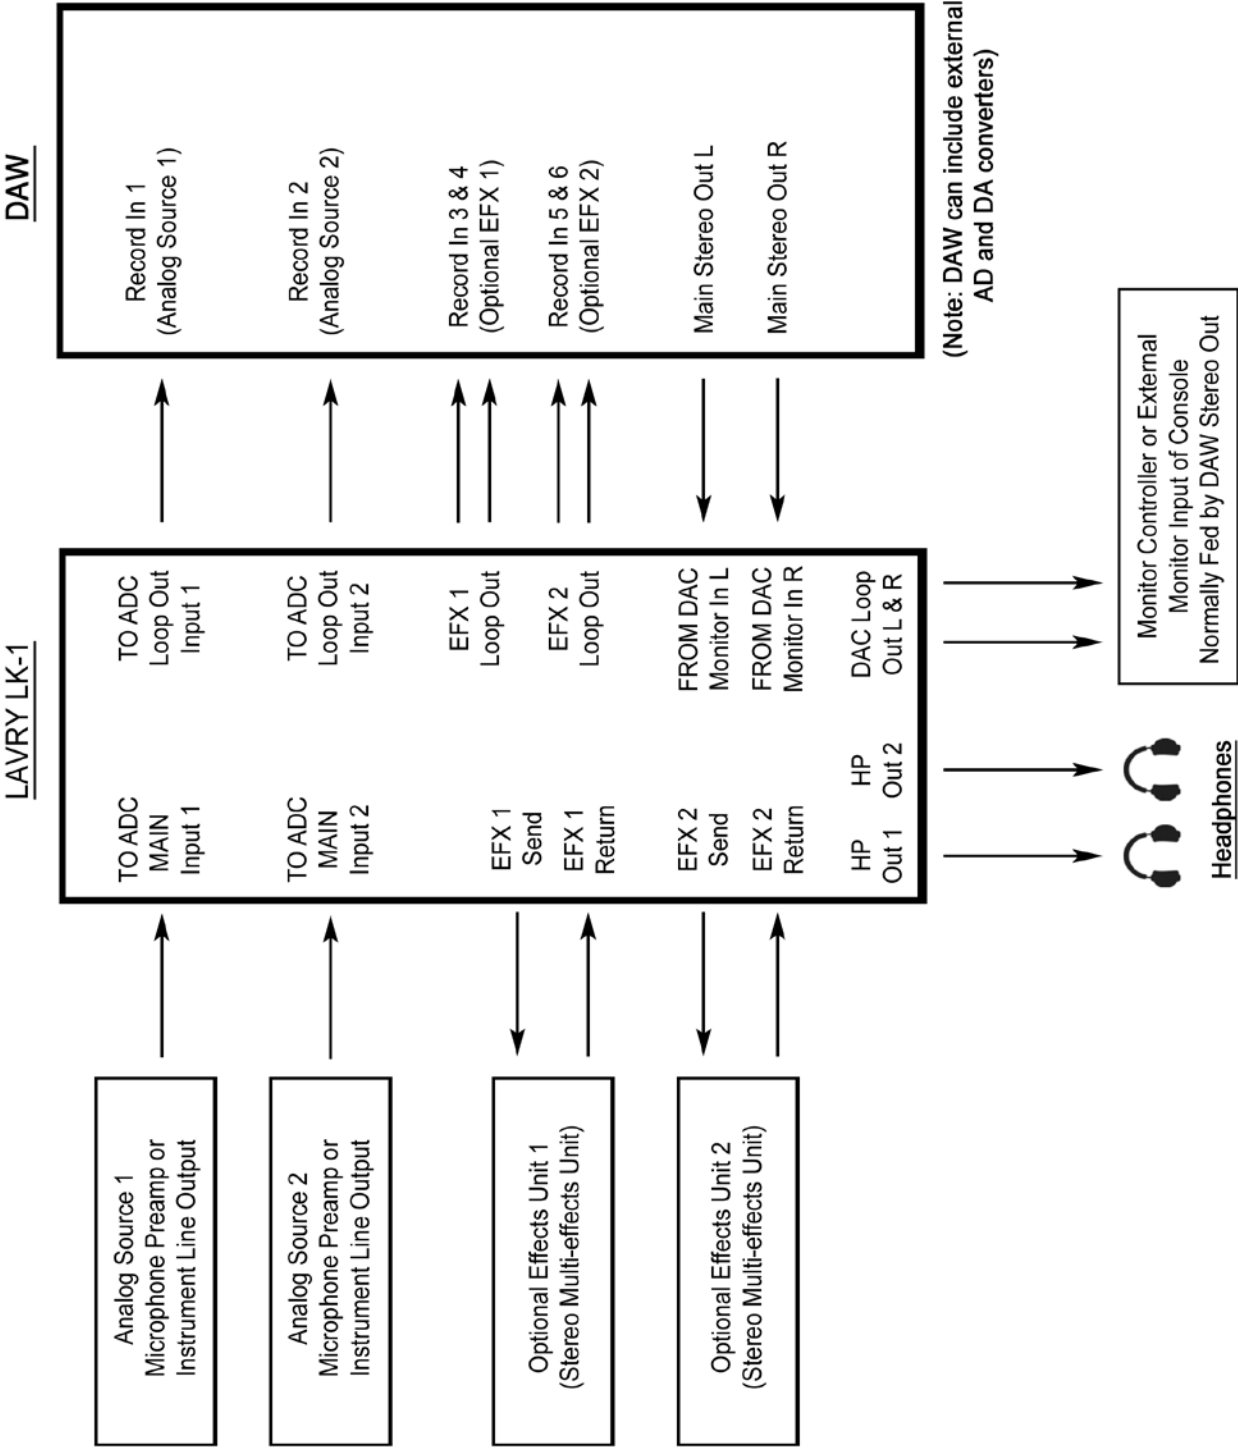 LAVRY LK-1
DAW
Analog Source 1
Microphone Preamp or
Instrument Line Output
TO ADC
MAIN
Input 1
TO ADC
Loop Out
Input 1
Record In 1
(Analog Source 1)
Analog Source 2
Microphone Preamp or
Instrument Line Output
TO ADC
MAIN
Input 2
TO ADC
Loop Out
Input 2
Record In 2
(Analog Source 2)
Optional Effects Unit 1
(Stereo Multi-effects Unit)
EFX 1
Send
EFX 1
Return
EFX 1
Loop Out
EFX 2
Loop Out
Record In 3 & 4
(Optional EFX 1)
Record In 5 & 6
(Optional EFX 2)
Optional Effects Unit 2
(Stereo Multi-effects Unit)
EFX 2
Send
EFX 2
Return
FROM DAC
Monitor In L
FROM DAC
Monitor In R
Main Stereo Out L
Main Stereo Out R
HP
Out 1
HP
Out 2
DAC Loop
Out L & R
(Note: DAW can include external
AD and DA converters)
Headphones
Monitor Controller or External
Monitor Input of Console
Normally Fed by DAW Stereo Out